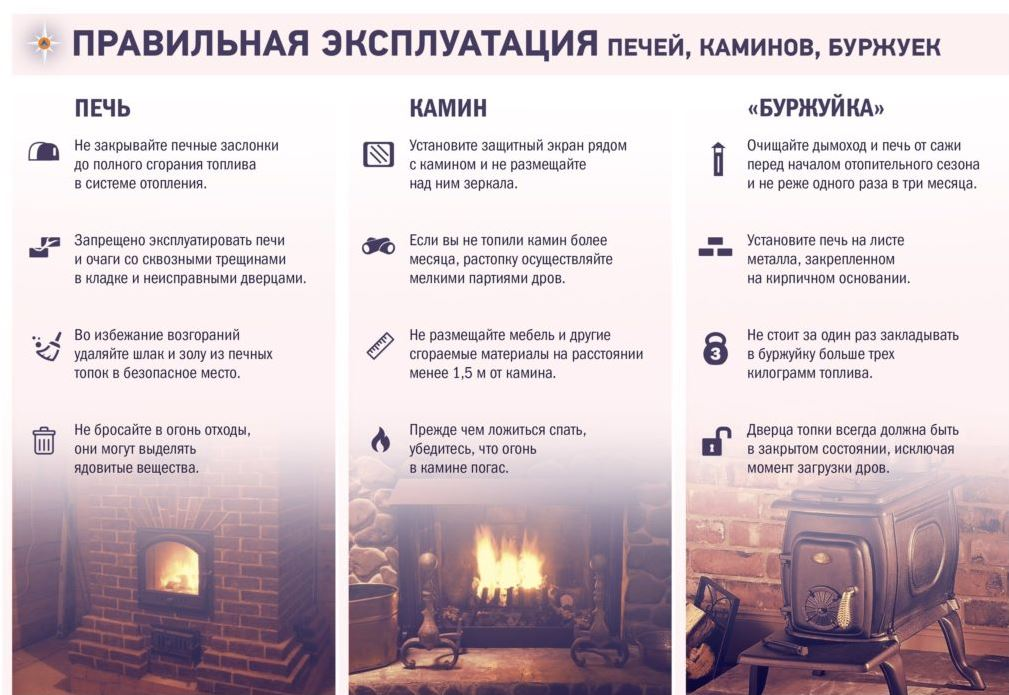 ПРАВИЛЬНАЯ ЭКСПЛУАТАЦИЯ ПЕЧЕЙ, КАМИНОВ, БУРЖУЕК
ПЕЧЬ
Не закрывайте печные заслонки
до полного сгорания топлива
в системе отопления.
Запрещено эксплуатировать печи
и очаги со сквозными трещинами
в кладке и неисправными дверцами.
Во избежание возгораний
удаляйте шлак и золу из печных
топок в безопасное место.
Не бросайте в огонь отходы,
они могут выделять
ядовитые вещества.
КАМИН
Установите защитный экран рядом
с камином и не размещайте
над ним зеркала.
Если вы не топили камин более
месяца, растопку осуществляйте
мелкими партиями дров.
Не размещайте мебель и другие
сгораемые материалы на расстоянии
менее 1,5 м от камина.
Прежде чем ложиться спать,
убедитесь, что огонь
в камине погас.
«БУРЖУЙКА»
Очищайте дымоход и печь от сажи
перед началом отопительного сезона
и не реже одного раза в три месяца.
Установите печь на листе
металла, закрепленном
на кирпичном основании.
3
Не стоит за один раз закладывать
в буржуйку больше трех
килограмм топлива.
Дверца топки всегда должна быть
в закрытом состоянии, исключая
момент загрузки дров.